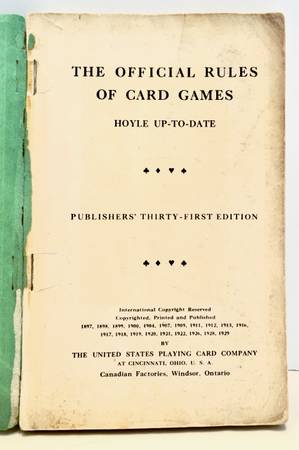 THE OFFICIAL RULES
OF CARD GAMES
HOYLE UP-TO-DATE
♣ ♦ ♥ ♠
PUBLISHERS' THIRTY-FIRST EDITION
♣ ♦ ♥ ♠
International Copyright Reserved
Copyrighted, Printed and Published
1897, 1898, 1899, 1900, 1904, 1907, 1909, 1911, 1912, 1913, 1916,
1917, 1918, 1919, 1920, 1921, 1922, 1926, 1928, 1929
BY
THE UNITED STATES PLAYING CARD COMPANY
AT CINCINNATI, OHIO, U. S. A.
Canadian Factories, Windsor, Ontario